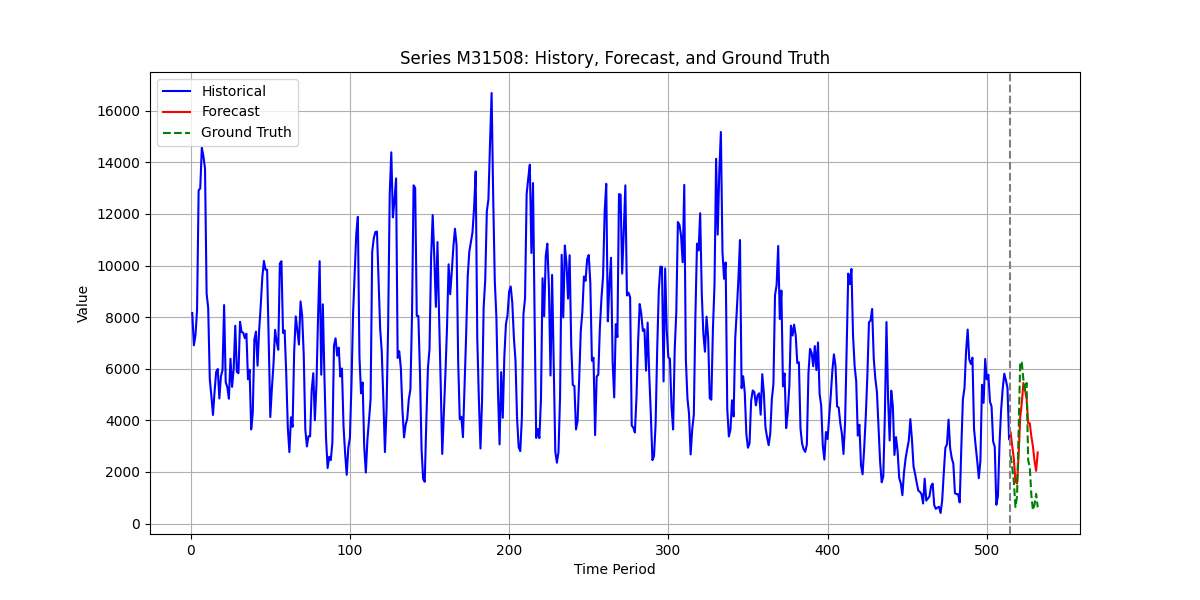 Series M31508: History, Forecast, and Ground Truth
Historical
Forecast
Ground Truth
Value
16000
14000
12000
10000
8000
6000
4000
2000
0
0 100 200 300 400 500
Time Period